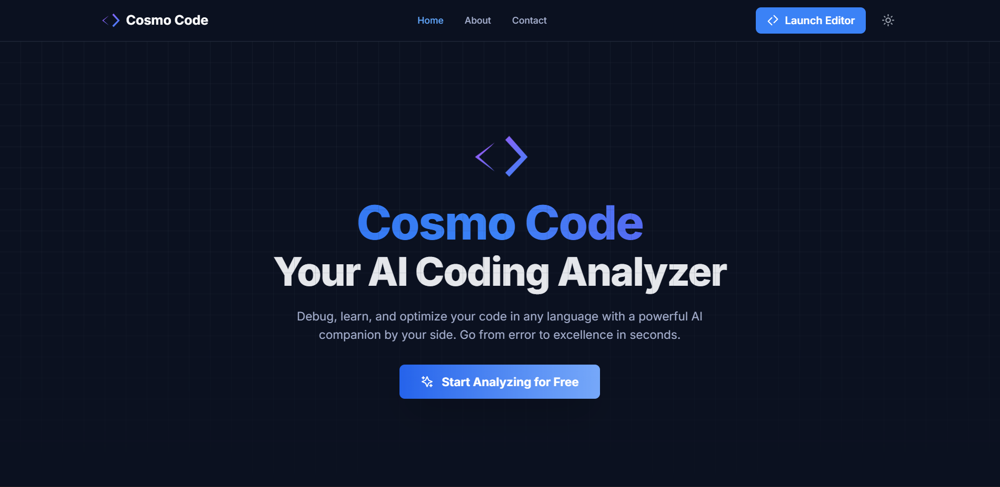 Cosmo Code
Home
About
Contact
Launch Editor
Cosmo Code
Your AI Coding Analyzer
Debug, learn, and optimize your code in any language with a powerful AI
companion by your side. Go from error to excellence in seconds.
Start Analyzing for Free